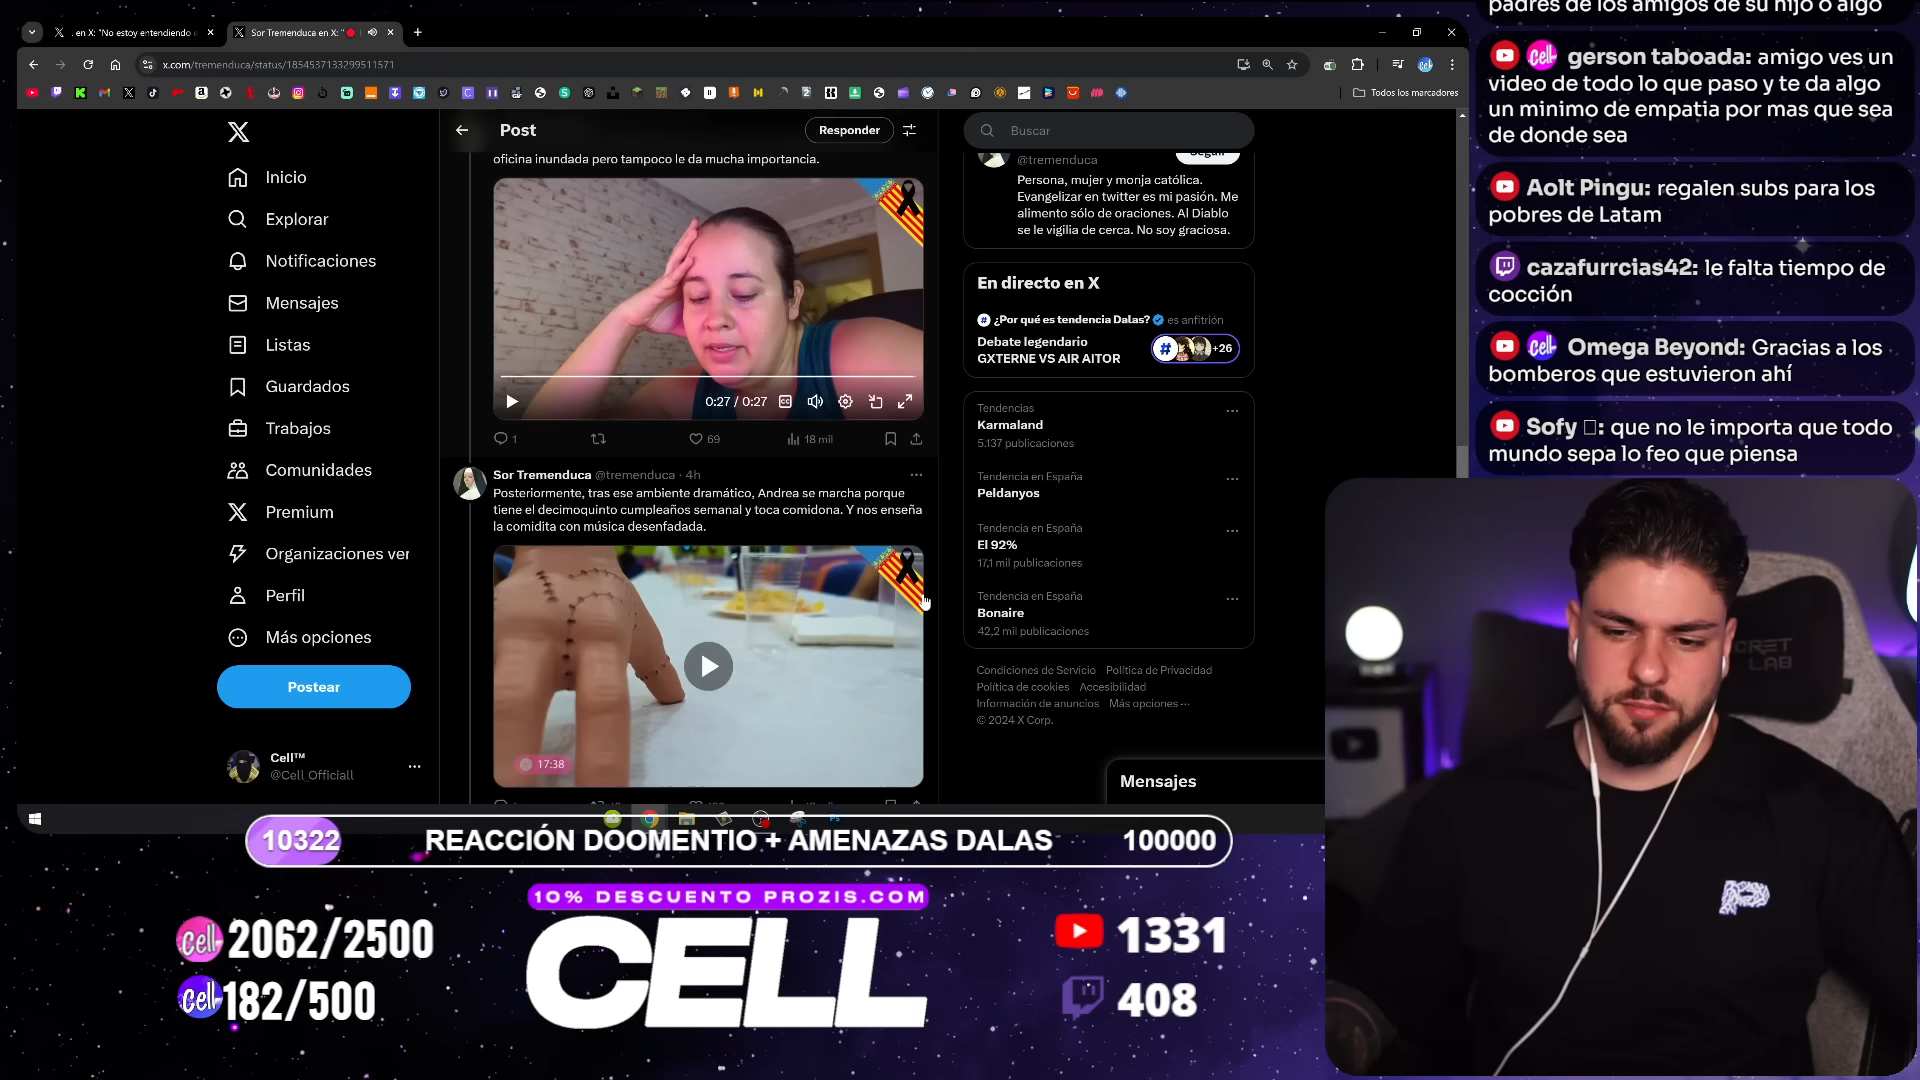 . en X: "No estoy entendiendo e
Sor Tremenduca en X: "
x.com/tremenduca/status/1854537133299511571
Todos los marcadores
Inicio
Explorar
Notificaciones
Mensajes
Listas
Guardados
Trabajos
Comunidades
Premium
Organizaciones ver
Perfil
Más opciones
Postear
Cell™
@Cell_Officiall
Post
Responder
oficina inundada pero tampoco le da mucha importancia.
0:27 / 0:27
1
69
18 mil
Sor Tremenduca @tremenduca · 4h
Posteriormente, tras ese ambiente dramático, Andrea se marcha porque
tiene el decimoquinto cumpleaños semanal y toca comidona. Y nos enseña
la comidita con música desenfadada.
17:38
Buscar
@tremenduca
Seguir
Persona, mujer y monja católica.
Evangelizar en twitter es mi pasión. Me
alimento sólo de oraciones. Al Diablo
se le vigilia de cerca. No soy graciosa.
En directo en X
¿Por qué es tendencia Dalas? es anfitrión
Debate legendario
GXTERNE VS AIR AITOR
+26
Tendencias
Karmaland
5.137 publicaciones
Tendencia en España
Peldanyos
Tendencia en España
El 92%
17,1 mil publicaciones
Tendencia en España
Bonaire
42,2 mil publicaciones
Condiciones de Servicio Política de Privacidad
Política de cookies Accesibilidad
Información de anuncios Más opciones ···
© 2024 X Corp.
Mensajes
padres de los amigos de su hijo o algo
gerson taboada: amigo ves un
video de todo lo que paso y te da algo
un minimo de empatia por mas que sea
de donde sea
Aolt Pingu: regalen subs para los
pobres de Latam
cazafurrcias42: le falta tiempo de
cocción
Omega Beyond: Gracias a los
bomberos que estuvieron ahí
Sofy : que no le importa que todo
mundo sepa lo feo que piensa
10322 REACCIÓN DOOMENTIO + AMENAZAS DALAS 100000
10% DESCUENTO PROZIS.COM
CELL
cell 2062/2500
cell 182/500
1331
408